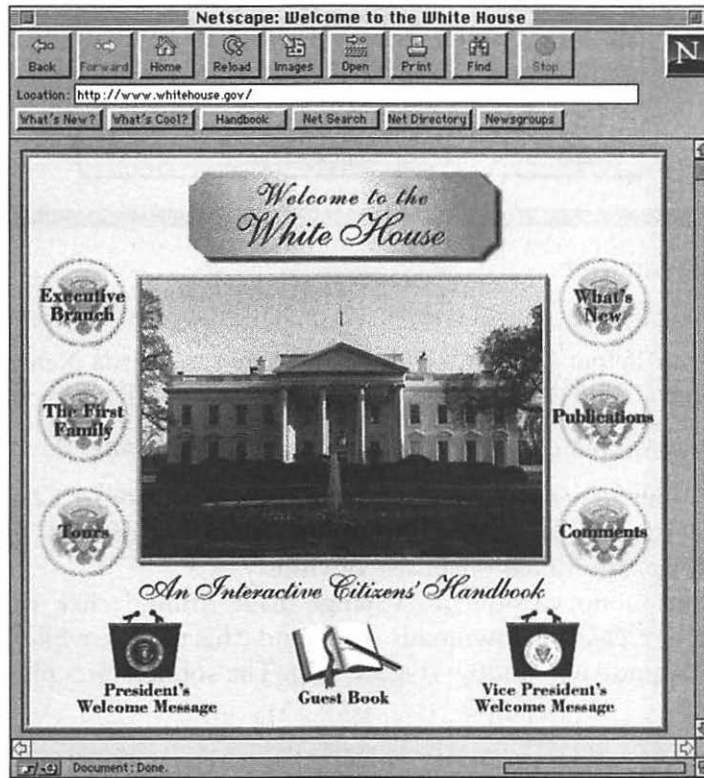 Netscape: Welcome to the White House
Back Forward Home Reload Images Open Print Find Stop
N
Location: http://www.whitehouse.gov/
What's New? What's Cool? Handbook Net Search Net Directory Newsgroups
Welcome to the
White House
Executive
Branch
What's
New
The First
Family
Publications
Tours
Comments
An Interactive Citizens' Handbook
President's
Welcome Message
Guest Book
Vice President's
Welcome Message
Document: Done.